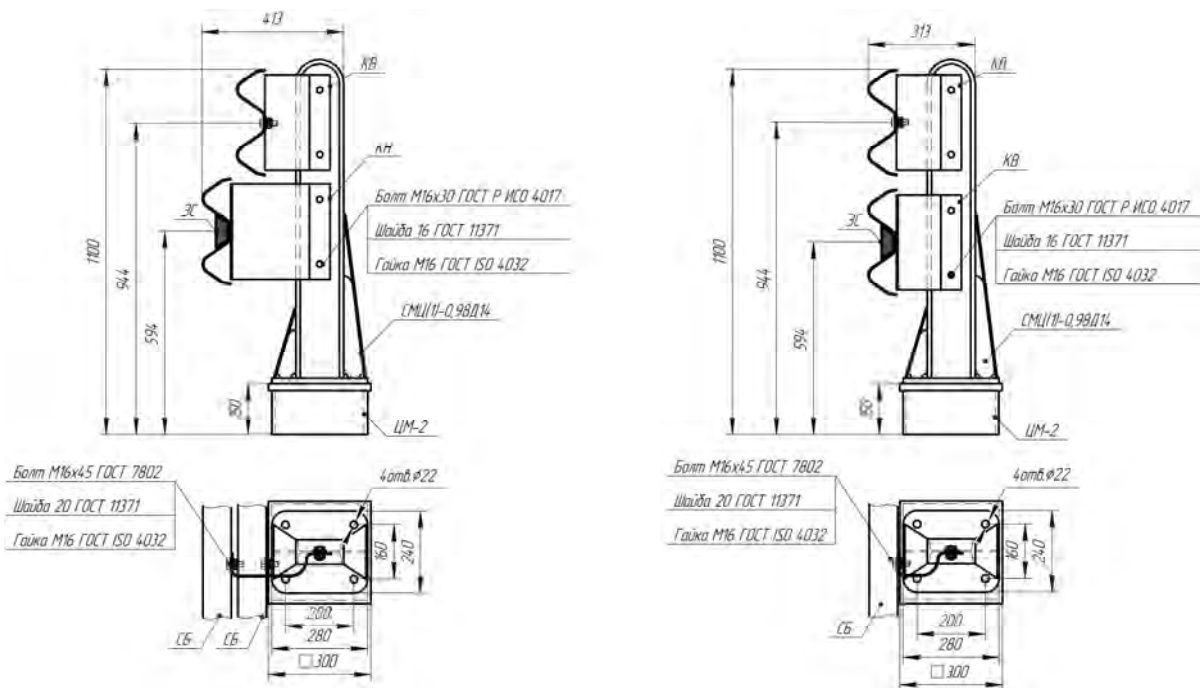 413
КВ
КН
ЭС
Болт М16х30 ГОСТ Р ИСО 4017
Шайба 16 ГОСТ 11371
Гайка М16 ГОСТ ISO 4032
СМЦ(1)-0,98Д14
1100
944
594
150
ЦМ-2
Болт М16х45 ГОСТ 7802
Шайба 20 ГОСТ 11371
Гайка М16 ГОСТ ISO 4032
4отв.⌀22
160
240
200
280
□300
СБ
СБ
313
КВ
КВ
ЭС
Болт М16х30 ГОСТ Р ИСО 4017
Шайба 16 ГОСТ 11371
Гайка М16 ГОСТ ISO 4032
СМЦ(1)-0,98Д14
1100
944
594
150
ЦМ-2
Болт М16х45 ГОСТ 7802
Шайба 20 ГОСТ 11371
Гайка М16 ГОСТ ISO 4032
4отв.⌀22
160
240
200
280
□300
СБ